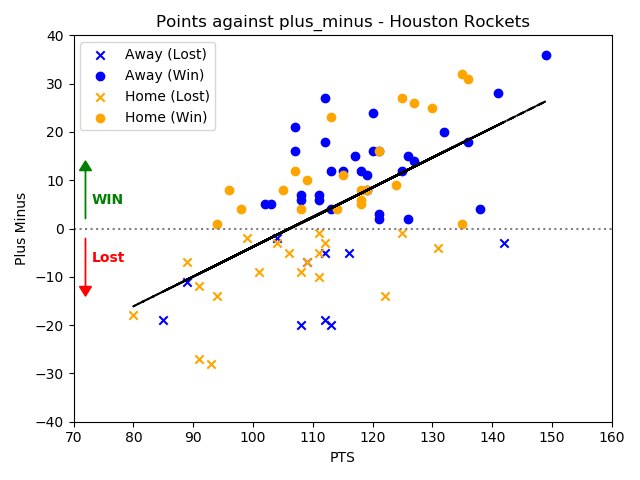 Points against plus_minus - Houston Rockets
Away (Lost)
Away (Win)
Home (Lost)
Home (Win)
WIN
Lost
Plus Minus
40
30
20
10
0
−10
−20
−30
−40
70 80 90 100 110 120 130 140 150 160
PTS